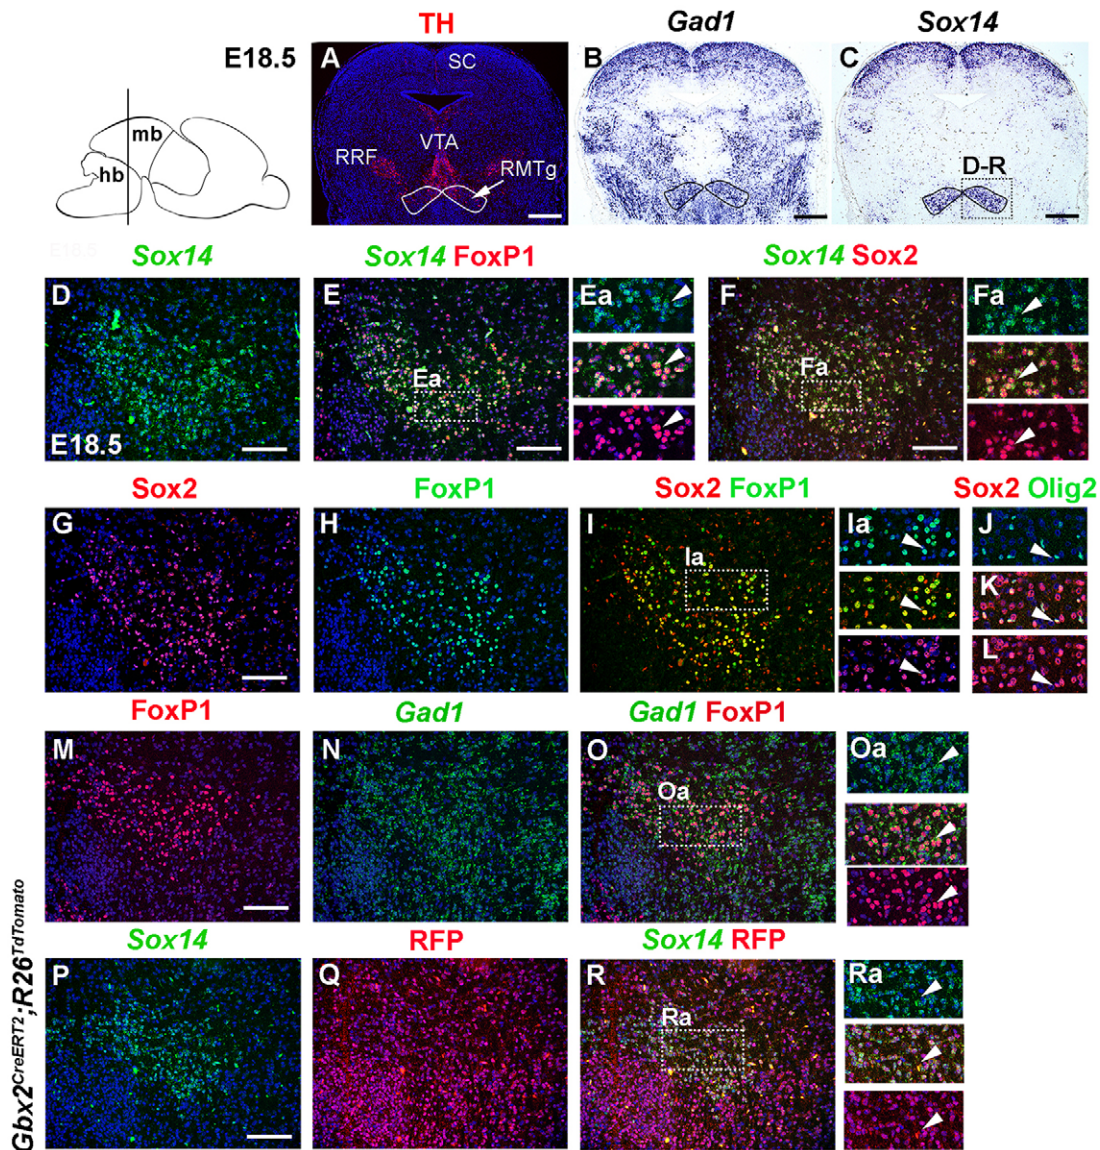 TH Gad1 Sox14
E18.5 A SC B C
mb
VTA
hb
RRF RMTg D-R
Sox14 Sox14 FoxP1 Sox14 Sox2
D E Ea F Fa
Ea Fa
E18.5
Sox2 FoxP1 Sox2 FoxP1 Sox2 Olig2
G H I Ia J
Ia
K
L
FoxP1 Gad1 Gad1 FoxP1
M N O Oa
Oa
Sox14 RFP Sox14 RFP
P Q R Ra
Ra
Gbx2CreERT2;R26TdTomato